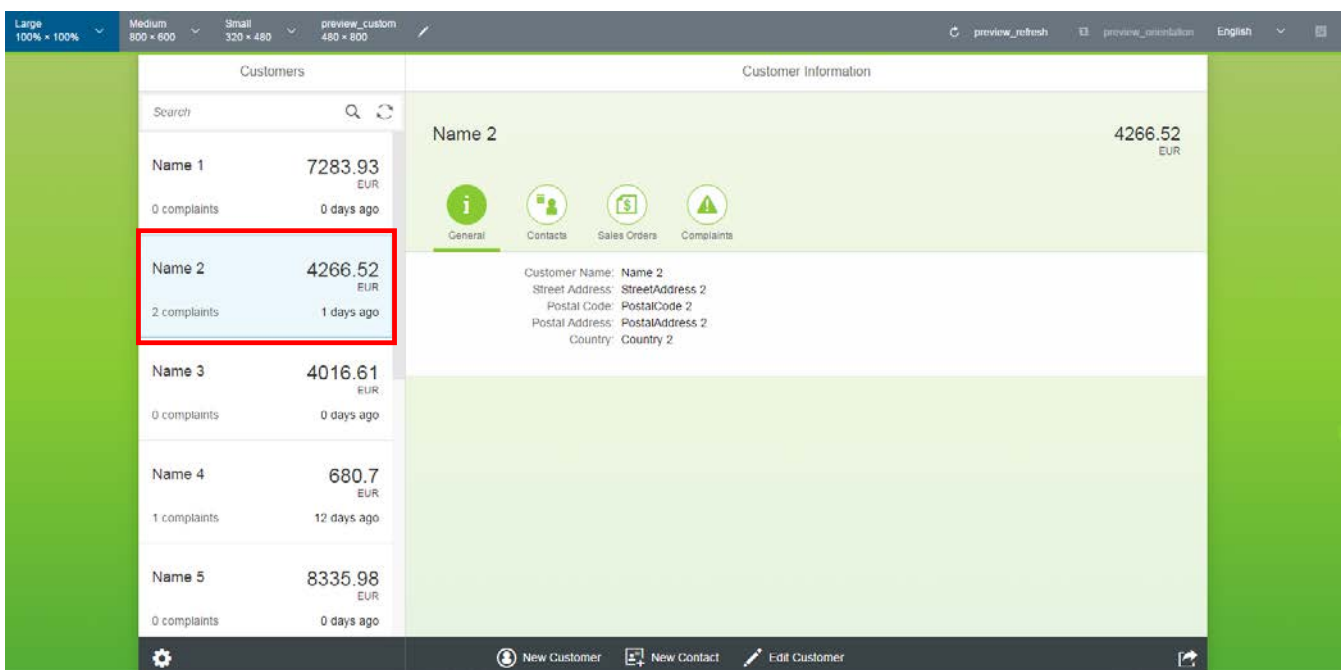 Large
100% × 100%
Medium
800 × 600
Small
320 × 480
preview_custom
480 × 800
preview_refresh
preview_orientation
English
Customers
Customer Information
Search
Name 1
7283.93
EUR
0 complaints
0 days ago
Name 2
4266.52
EUR
2 complaints
1 days ago
Name 3
4016.61
EUR
0 complaints
0 days ago
Name 4
680.7
EUR
1 complaints
12 days ago
Name 5
8335.98
EUR
0 complaints
0 days ago
Name 2
4266.52
EUR
General
Contacts
Sales Orders
Complaints
Customer Name: Name 2
Street Address: StreetAddress 2
Postal Code: PostalCode 2
Postal Address: PostalAddress 2
Country: Country 2
New Customer
New Contact
Edit Customer